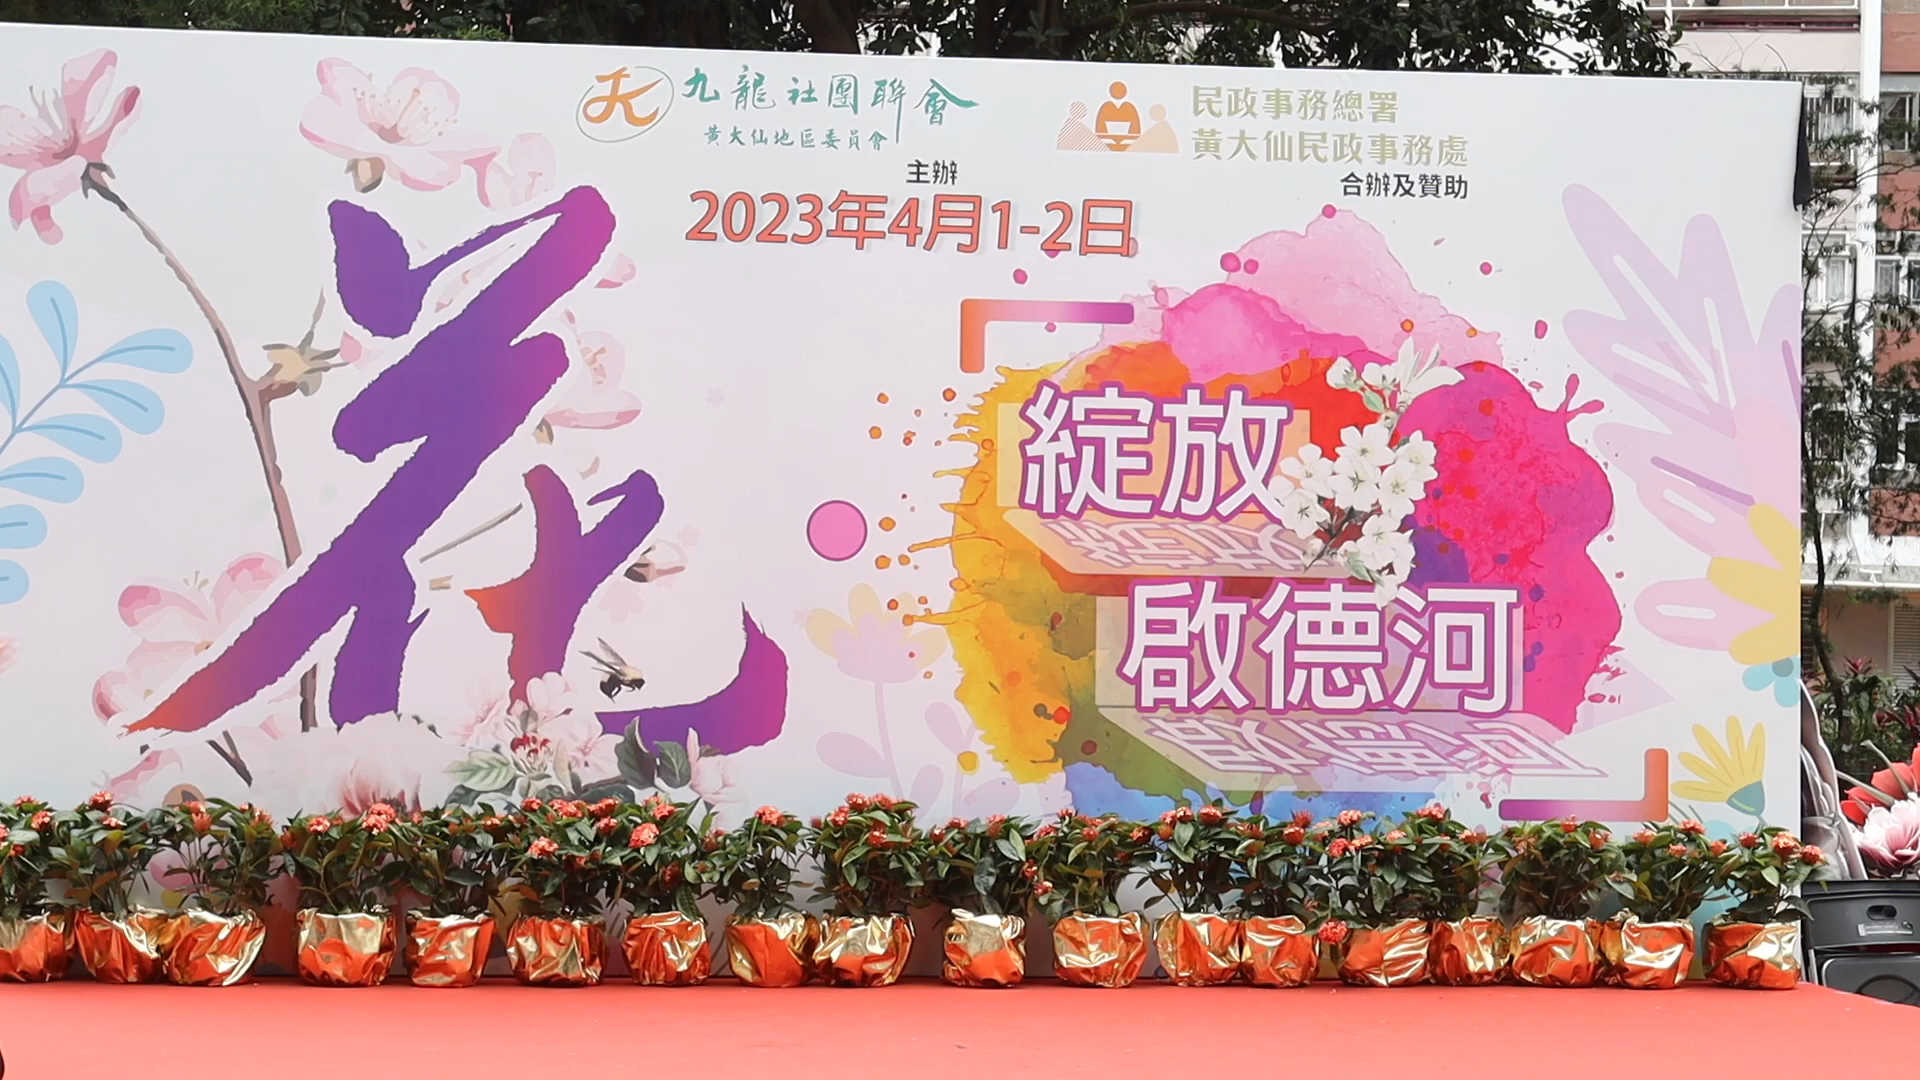 九龍社團聯會
黃大仙地區委員會
主辦
民政事務總署
黃大仙民政事務處
合辦及贊助
2023年4月1-2日
花
綻放
啟德河